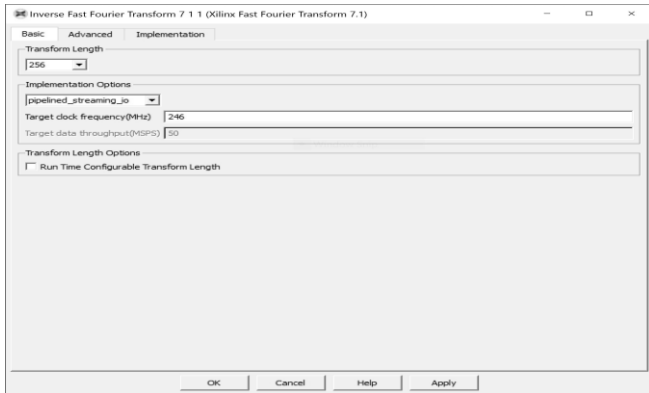 Inverse Fast Fourier Transform 7 1 1 (Xilinx Fast Fourier Transform 7.1)
Basic Advanced Implementation
Transform Length
256
Implementation Options
pipelined_streaming_io
Target clock frequency(MHz) 246
Target data throughput(MSPS) 50
Transform Length Options
Run Time Configurable Transform Length
OK Cancel Help Apply